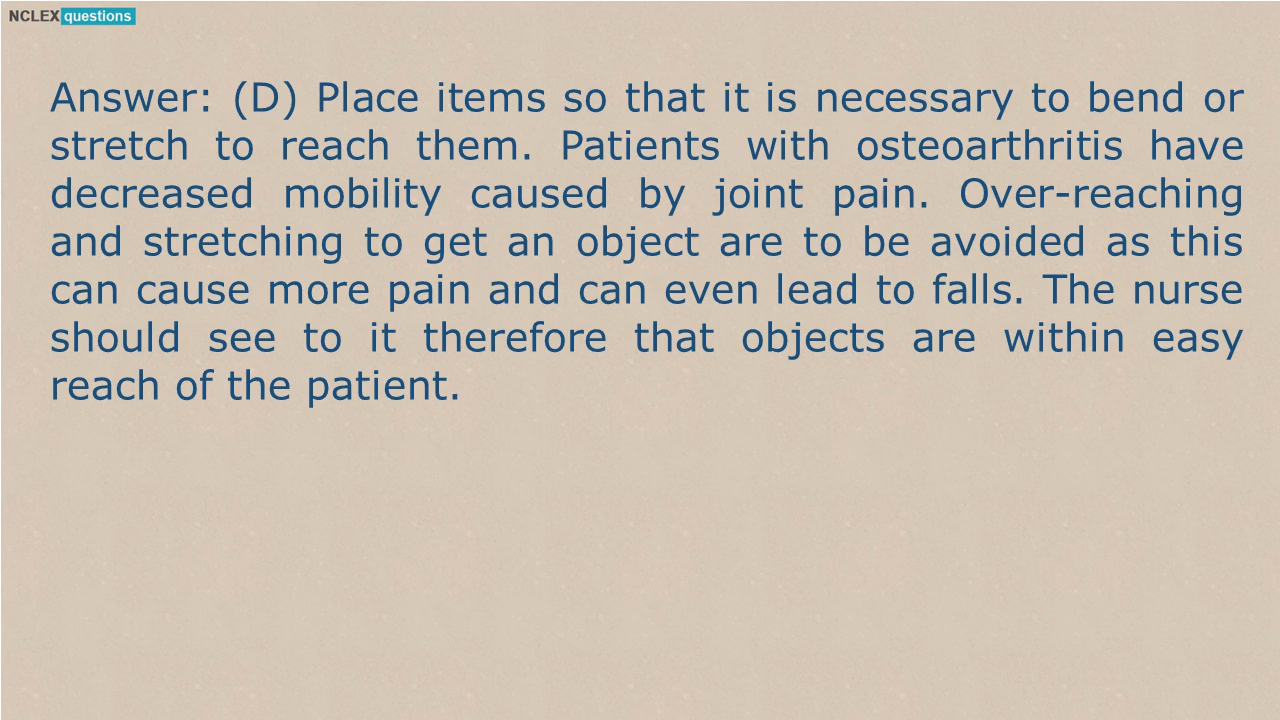 NCLEX questions
Answer: (D) Place items so that it is necessary to bend or
stretch to reach them. Patients with osteoarthritis have
decreased mobility caused by joint pain. Over-reaching
and stretching to get an object are to be avoided as this
can cause more pain and can even lead to falls. The nurse
should see to it therefore that objects are within easy
reach of the patient.